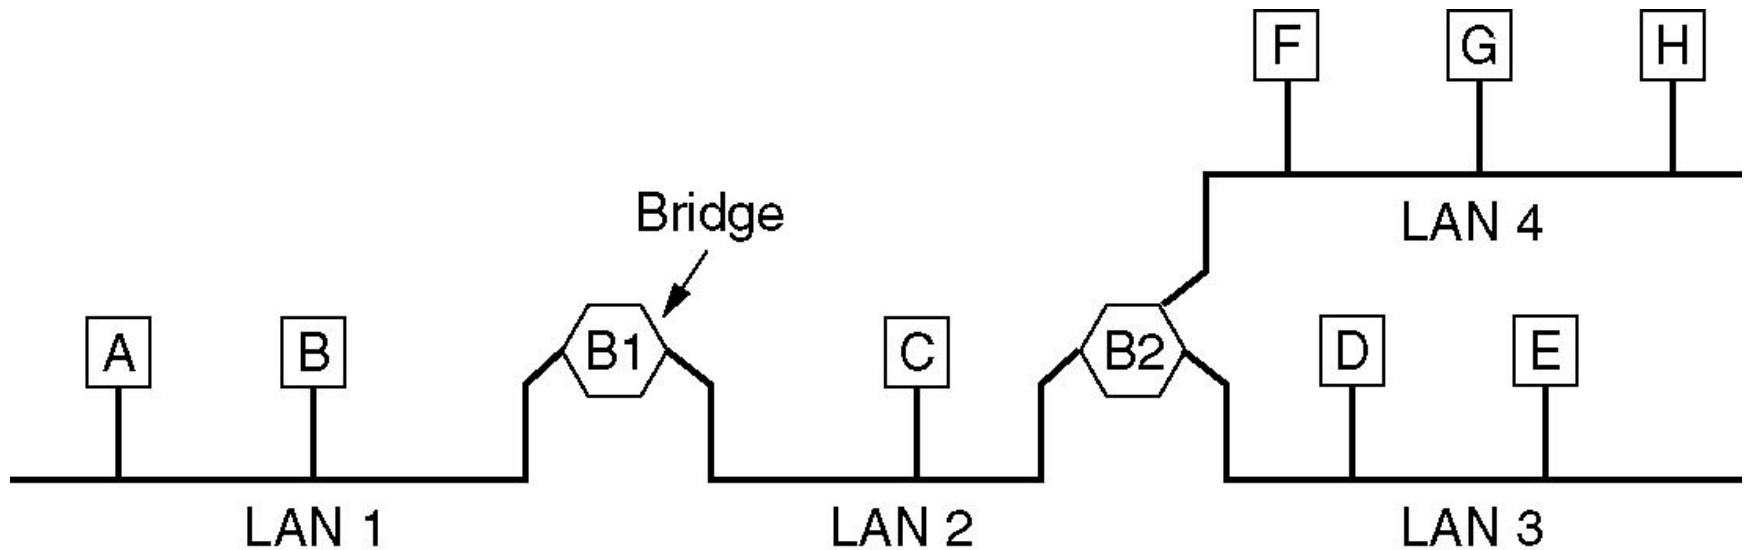 F G H
LAN 4
Bridge
A B B1 C B2 D E
LAN 1 LAN 2 LAN 3